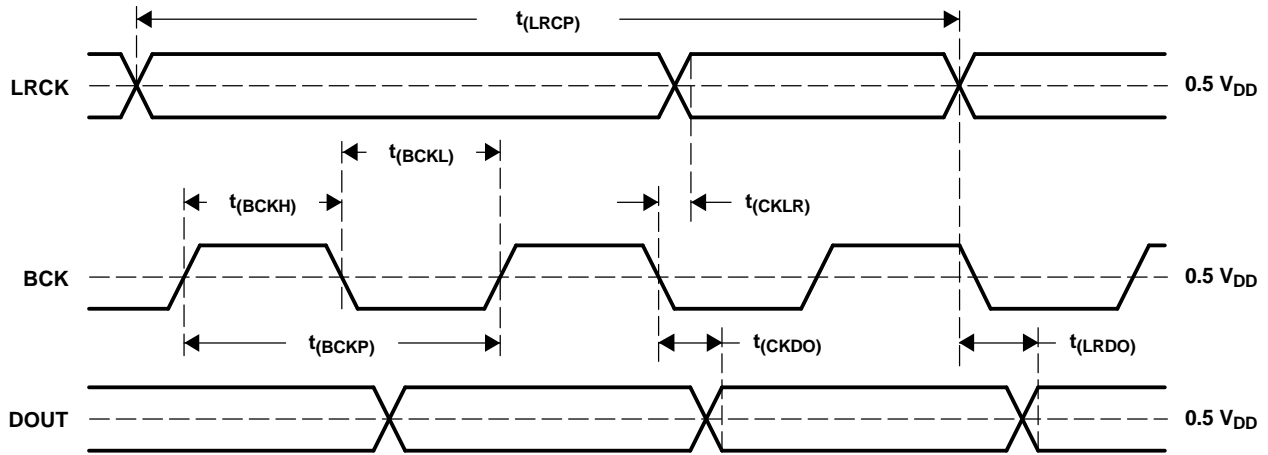 t(LRCP)
LRCK
0.5 VDD
t(BCKL)
t(BCKH)
t(CKLR)
BCK
0.5 VDD
t(BCKP)
t(CKDO)
t(LRDO)
DOUT
0.5 VDD